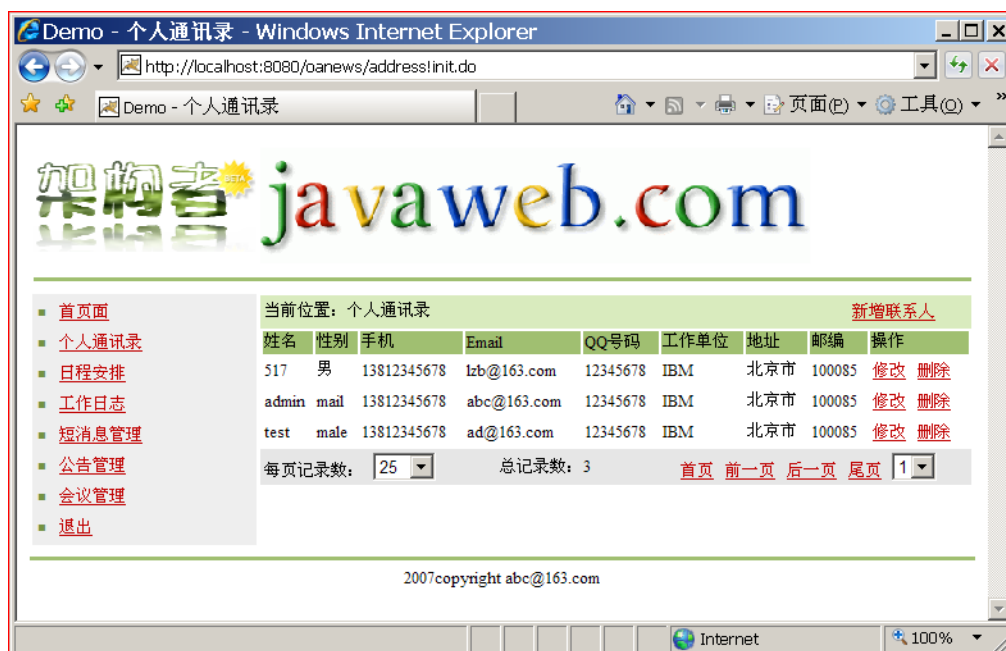 Demo - 个人通讯录 - Windows Internet Explorer
http://localhost:8080/oanews/address!init.do
Demo - 个人通讯录 页面(P) 工具(O) »
架构者 BETA javaweb.com
首页面
个人通讯录
日程安排
工作日志
短消息管理
公告管理
会议管理
退出
当前位置：个人通讯录 新增联系人
姓名 性别 手机 Email QQ号码 工作单位 地址 邮编 操作
517 男 13812345678 lzb@163.com 12345678 IBM 北京市 100085 修改 删除
admin mail 13812345678 abc@163.com 12345678 IBM 北京市 100085 修改 删除
test male 13812345678 ad@163.com 12345678 IBM 北京市 100085 修改 删除
每页记录数： 25 总记录数：3 首页 前一页 后一页 尾页 1
2007copyright abc@163.com
Internet 100%